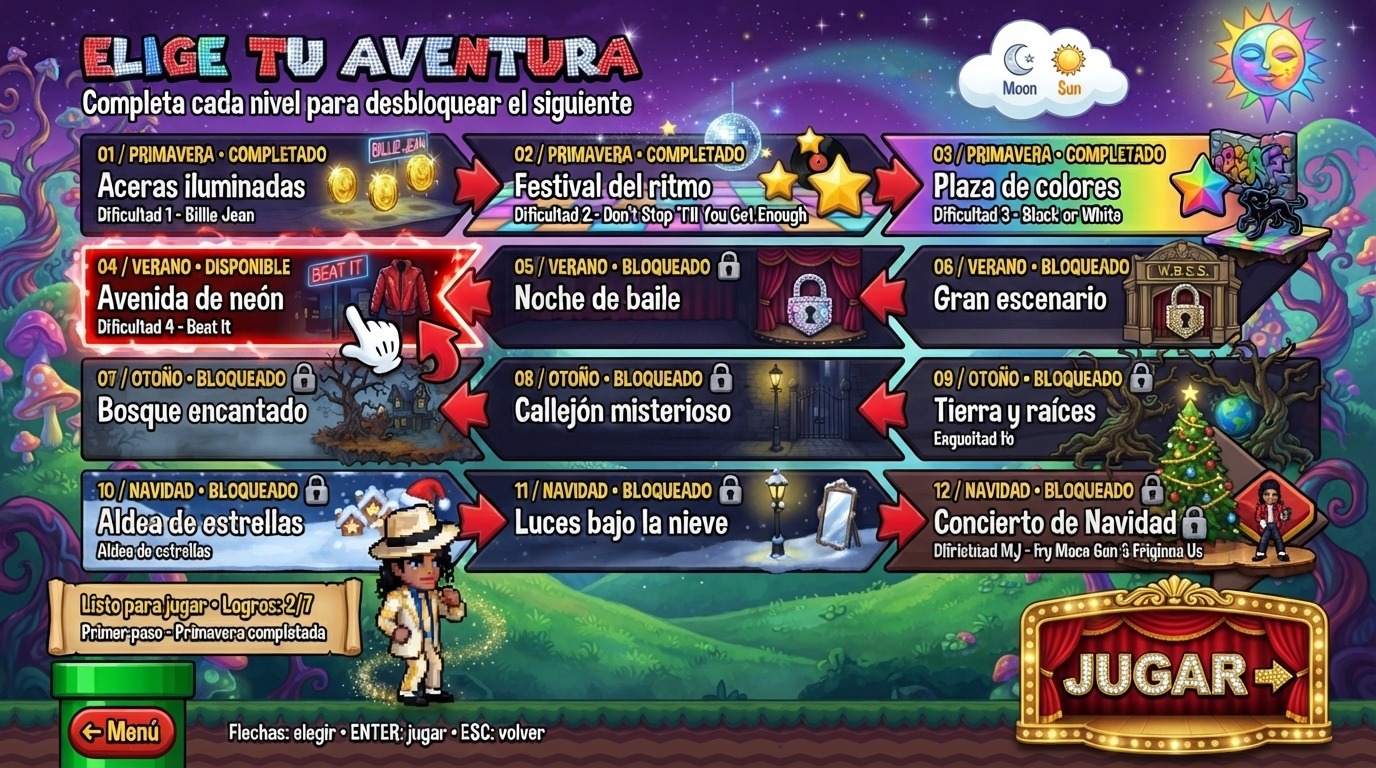 ELIGE TU AVENTURA
Completa cada nivel para desbloquear el siguiente
Moon
Sun
01 / PRIMAVERA • COMPLETADO
BILLIE JEAN
Aceras iluminadas
Dificultad 1 - Billie Jean
02 / PRIMAVERA • COMPLETADO
Festival del ritmo
Dificultad 2 - Don't Stop 'Til You Get Enough
03 / PRIMAVERA • COMPLETADO
Plaza de colores
Dificultad 3 - Black or White
04 / VERANO • DISPONIBLE
BEAT IT
Avenida de neón
Dificultad 4 - Beat It
05 / VERANO • BLOQUEADO
Noche de baile
06 / VERANO • BLOQUEADO
W.B.S.S.
Gran escenario
07 / OTOÑO • BLOQUEADO
Bosque encantado
08 / OTOÑO • BLOQUEADO
Callejón misterioso
09 / OTOÑO • BLOQUEADO
Tierra y raíces
10 / NAVIDAD • BLOQUEADO
Aldea de estrellas
Aldea de estrellas
11 / NAVIDAD • BLOQUEADO
Luces bajo la nieve
12 / NAVIDAD • BLOQUEADO
Concierto de Navidad
Listo para jugar • Logros: 2/7
Primer paso - Primavera completada
JUGAR
← Menú
Flechas: elegir • ENTER: jugar • ESC: volver